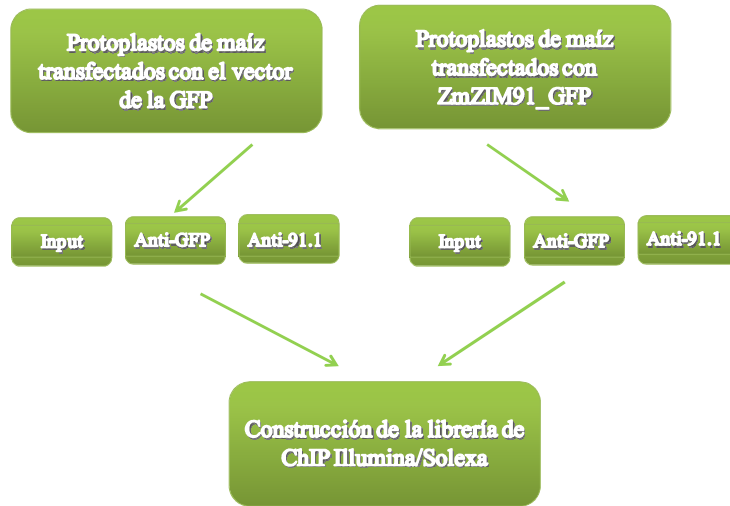 Protoplastos de maíz
transfectados con el vector
de la GFP
Protoplastos de maíz
transfectados con
ZmZIM91_GFP
Input
Anti-GFP
Anti-91.1
Input
Anti-GFP
Anti-91.1
Construcción de la librería de
ChIP Illumina/Solexa